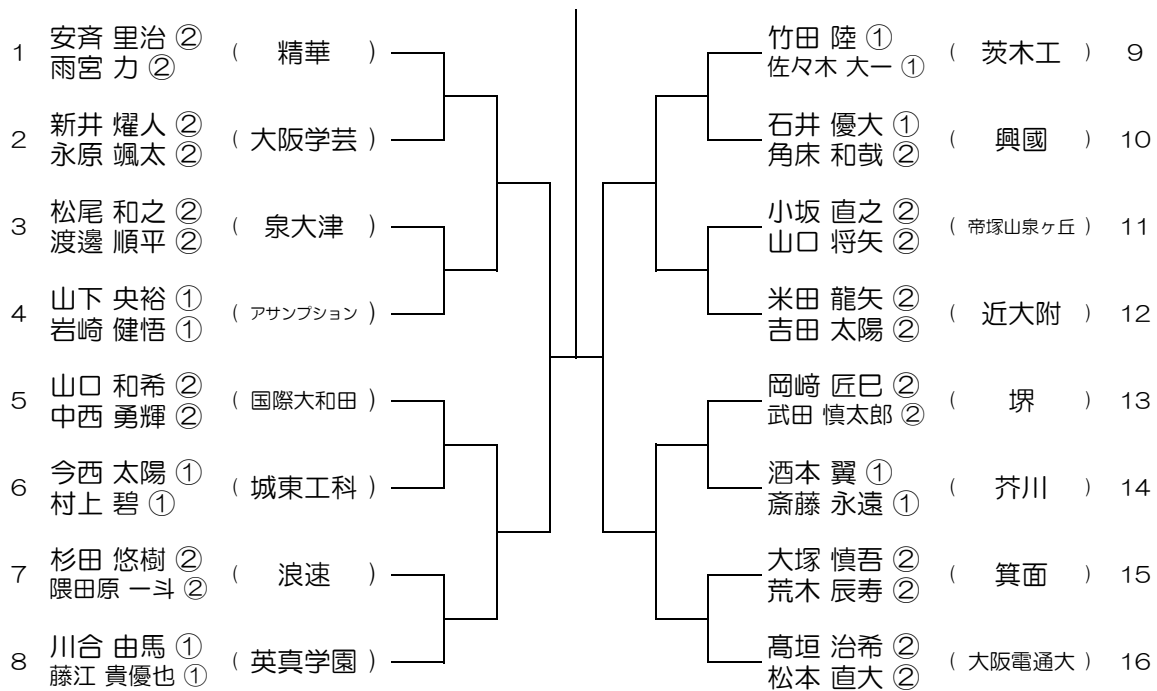 1 安斉 里治 ② ( 精華 )
雨宮 力 ②
2 新井 燿人 ② ( 大阪学芸 )
永原 颯太 ②
3 松尾 和之 ② ( 泉大津 )
渡邊 順平 ②
4 山下 央裕 ① ( アサンプション )
岩崎 健悟 ①
5 山口 和希 ② ( 国際大和田 )
中西 勇輝 ②
6 今西 太陽 ① ( 城東工科 )
村上 碧 ①
7 杉田 悠樹 ② ( 浪速 )
隈田原 一斗 ②
8 川合 由馬 ① ( 英真学園 )
藤江 貴優也 ①
竹田 陸 ① ( 茨木工 ) 9
佐々木 大一 ①
石井 優大 ① ( 興國 ) 10
角床 和哉 ②
小坂 直之 ② ( 帝塚山泉ヶ丘 ) 11
山口 将矢 ②
米田 龍矢 ② ( 近大附 ) 12
吉田 太陽 ②
岡﨑 匠巳 ② ( 堺 ) 13
武田 慎太郎 ②
酒本 翼 ① ( 芥川 ) 14
斎藤 永遠 ①
大塚 慎吾 ② ( 箕面 ) 15
荒木 辰寿 ②
髙垣 治希 ② ( 大阪電通大 ) 16
松本 直大 ②